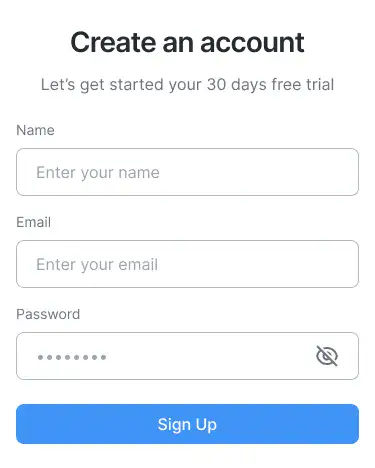 Create an account
Let’s get started your 30 days free trial
Name
Enter your name
Email
Enter your email
Password
••••••••
Sign Up